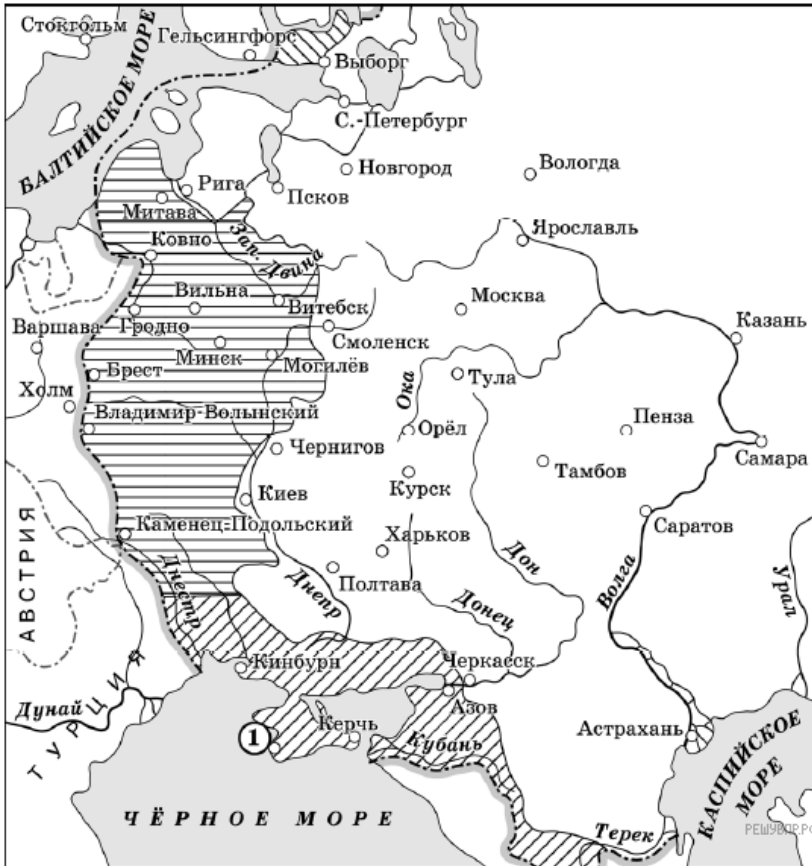 Стокгольм
Гельсингфорс
Выборг
БАЛТИЙСКОЕ МОРЕ
С.-Петербург
Новгород
Вологда
Рига
Псков
Митава
Ярославль
Ковно
Зап. Двина
Вильна
Витебск
Москва
Варшава
Гродно
Смоленск
Казань
Минск
Могилёв
Брест
Ока
Тула
Холм
Владимир-Волынский
Орёл
Пенза
Чернигов
Самара
Тамбов
Курск
Киев
Саратов
Каменец-Подольский
Харьков
АВСТРИЯ
Днестр
Днепр
Полтава
Дон
Волга
Урал
Донец
Кинбурн
Черкасск
Дунай
ТУРЦИЯ
Азов
1
Керчь
Кубань
Астрахань
КАСПИЙСКОЕ
МОРЕ
ЧЁРНОЕ МОРЕ
Терек
РЕШУВПР.РФ